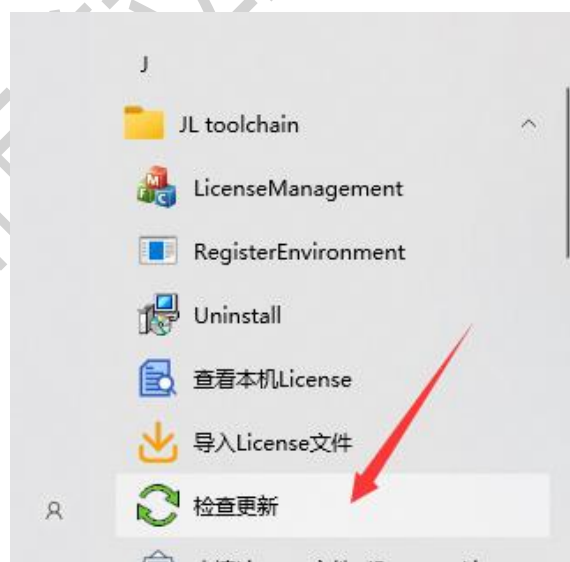 J
JL toolchain
LicenseManagement
RegisterEnvironment
Uninstall
查看本机License
导入License文件
检查更新